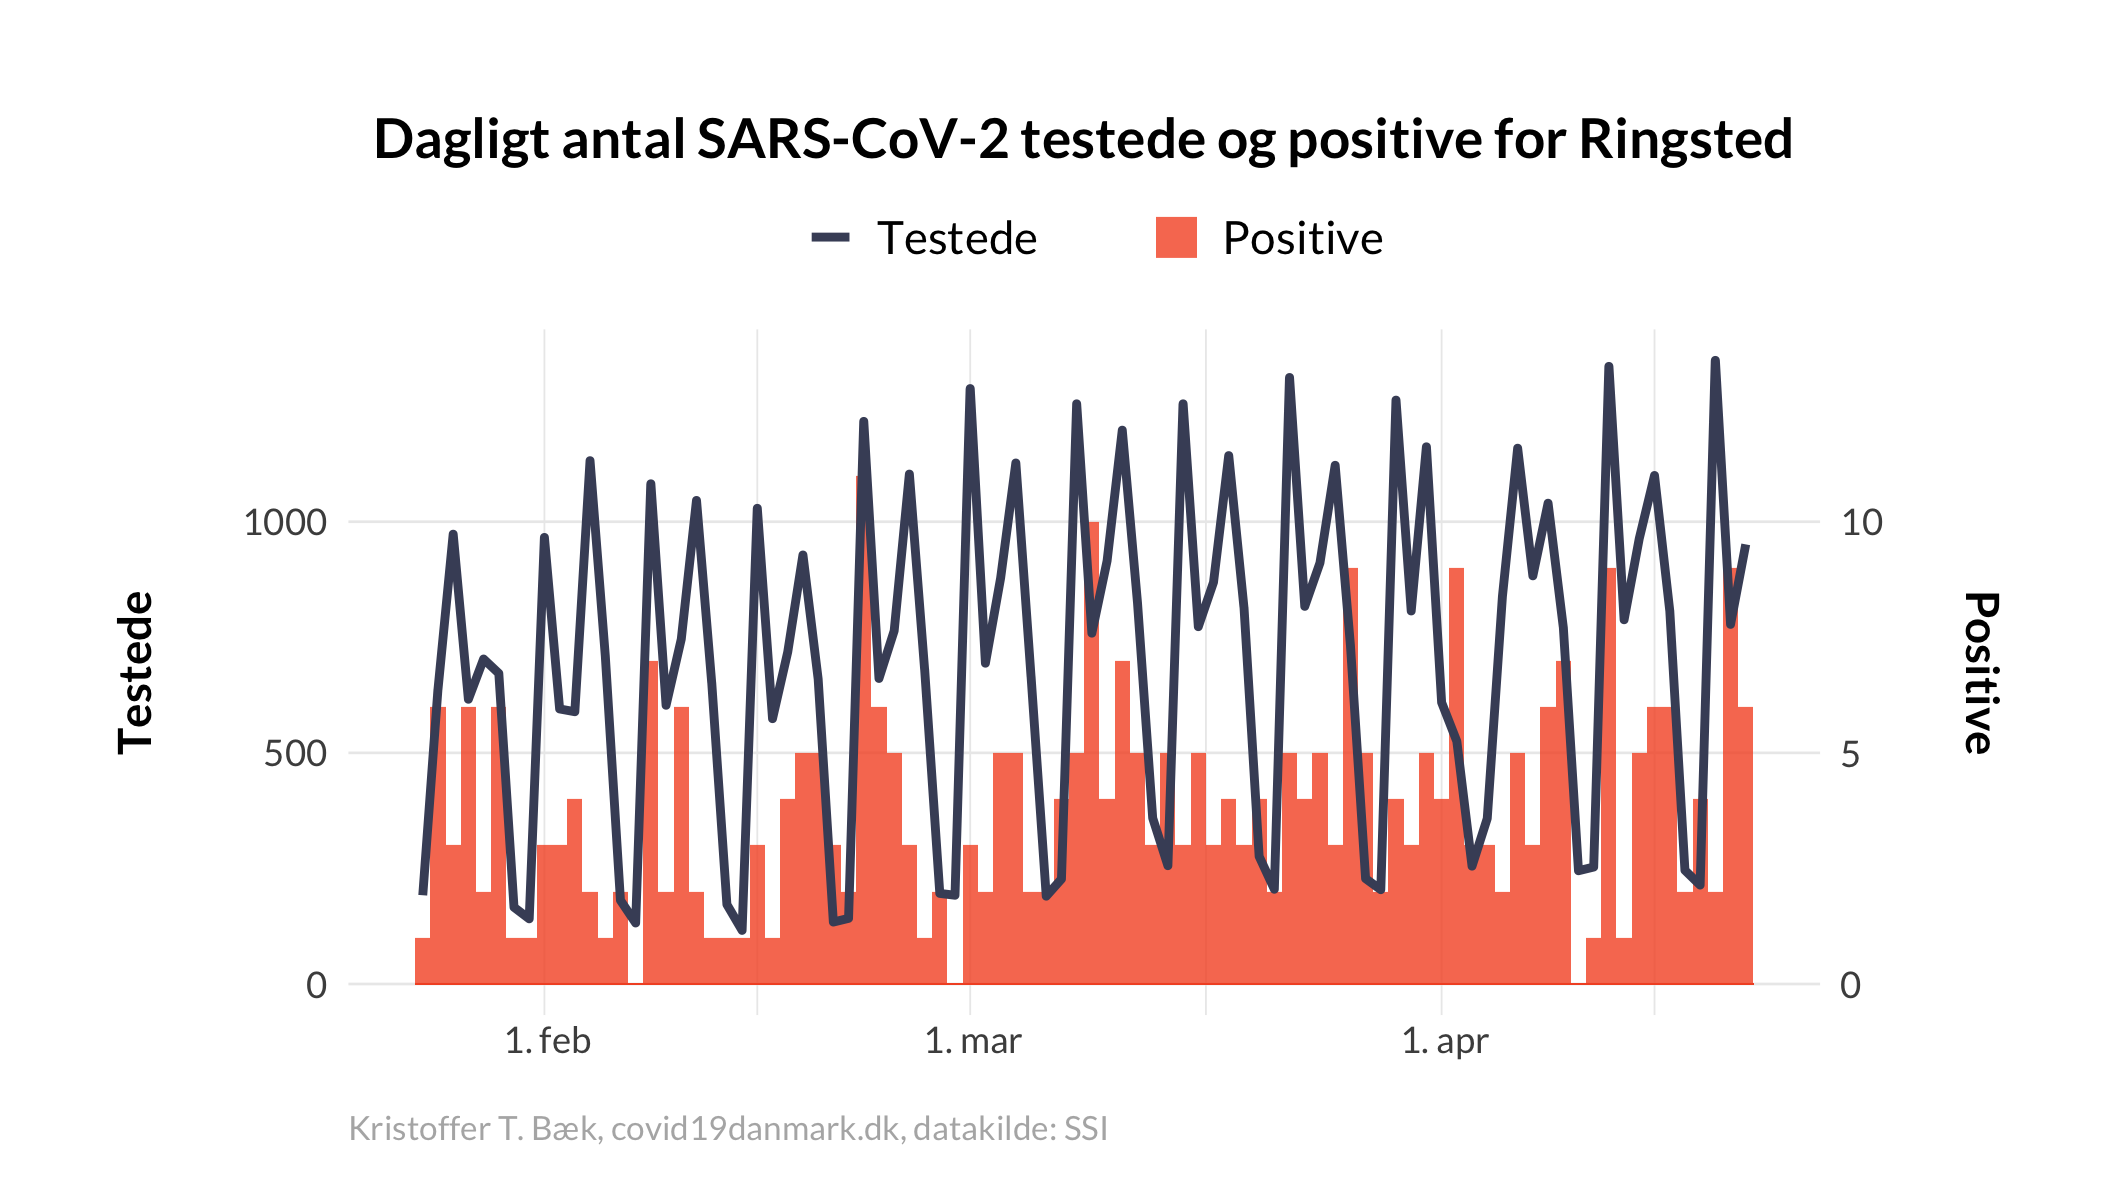 Dagligt antal SARS-CoV-2 testede og positive for Ringsted
Testede
Positive
1000
500
0
10
5
0
Testede
Positive
1. feb
1. mar
1. apr
Kristoffer T. Bæk, covid19danmark.dk, datakilde: SSI